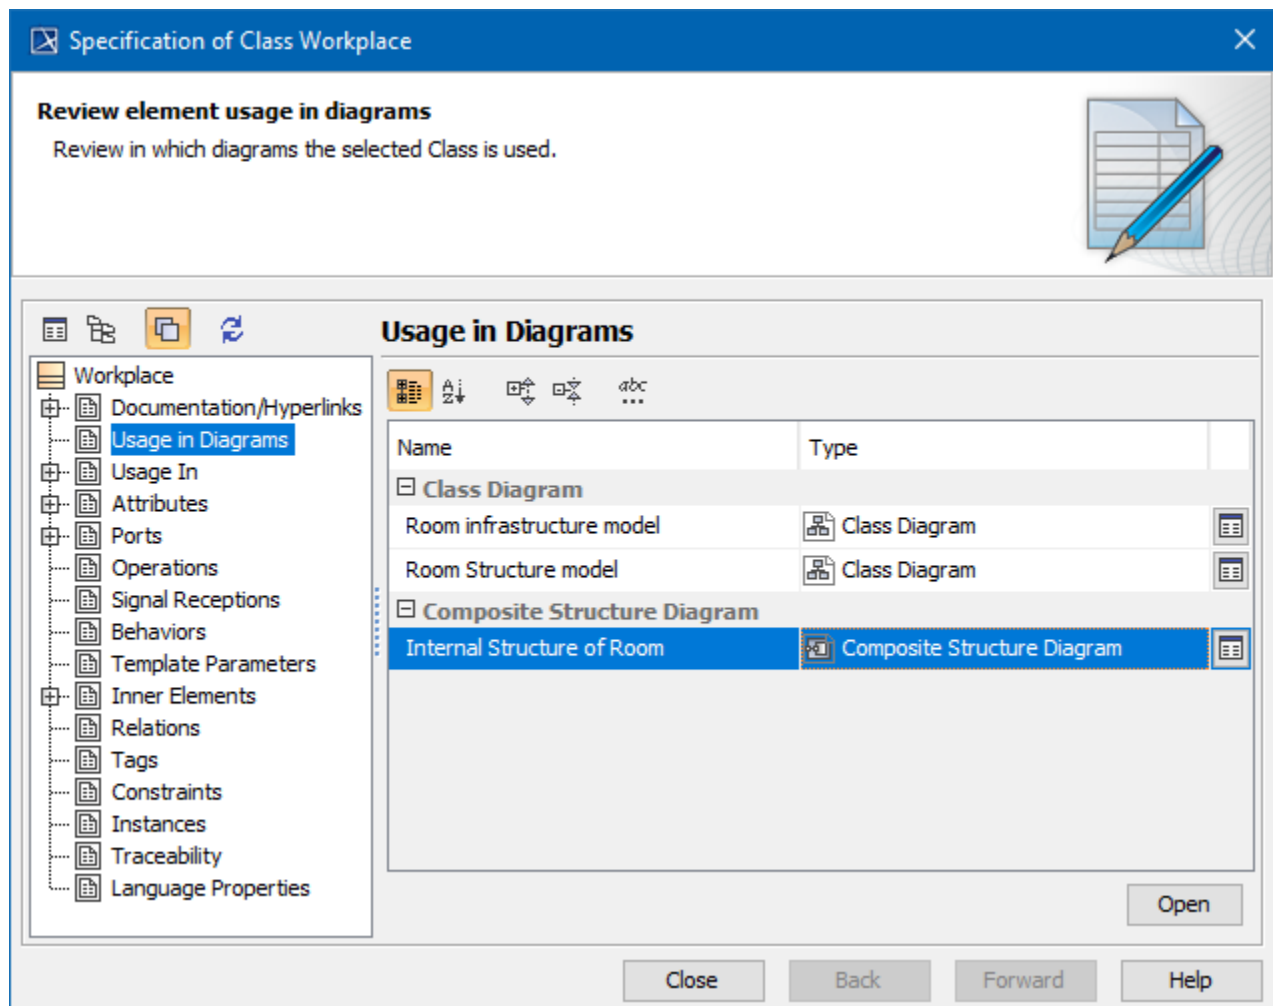 Specification of Class Workplace
Review element usage in diagrams
Review in which diagrams the selected Class is used.
Workplace
Documentation/Hyperlinks
Usage in Diagrams
Usage In
Attributes
Ports
Operations
Signal Receptions
Behaviors
Template Parameters
Inner Elements
Relations
Tags
Constraints
Instances
Traceability
Language Properties
Usage in Diagrams
A
Z
abc
...
Name Type
Class Diagram
Room infrastructure model Class Diagram
Room Structure model Class Diagram
Composite Structure Diagram
Internal Structure of Room Composite Structure Diagram
Open
Close Back Forward Help